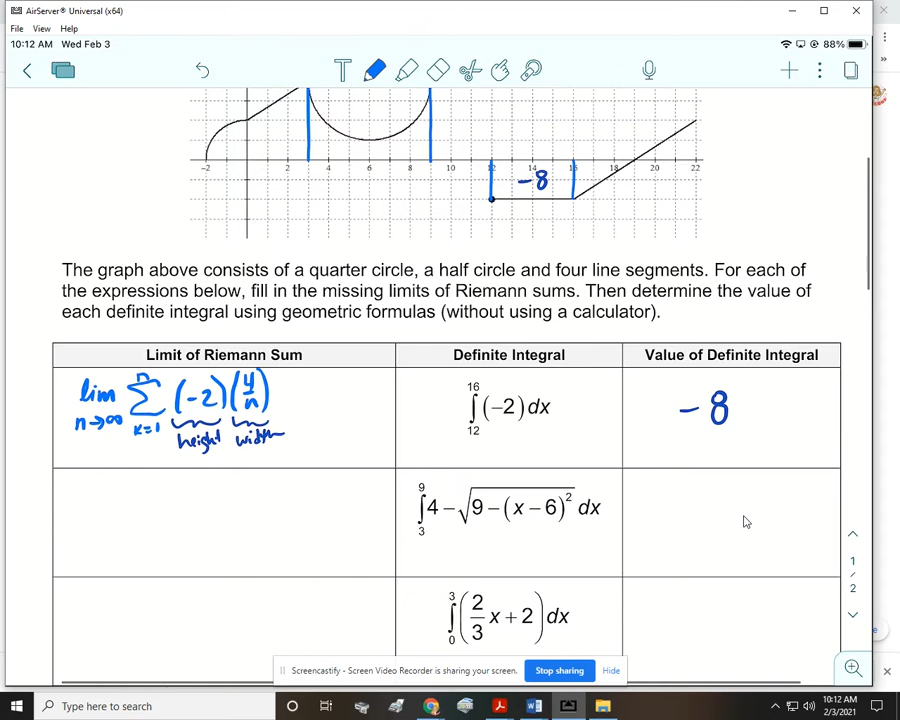 AirServer® Universal (x64)
File View Help
10:12 AM Wed Feb 3
88%
T
-2 2 4 6 8 10 12 14 16 18 20 22
-8
The graph above consists of a quarter circle, a half circle and four line segments. For each of
the expressions below, fill in the missing limits of Riemann sums. Then determine the value of
each definite integral using geometric formulas (without using a calculator).
Limit of Riemann Sum Definite Integral Value of Definite Integral
lim n→∞ Σ k=1 n (-2)(4/n)
height width
∫ 12 16 (−2) dx
-8
∫ 3 9 4 − √9 − (x − 6)² dx
∫ 0 3 (2/3 x + 2) dx
1
/
2
Screencastify - Screen Video Recorder is sharing your screen. Stop sharing Hide
Type here to search
10:12 AM
2/3/2021